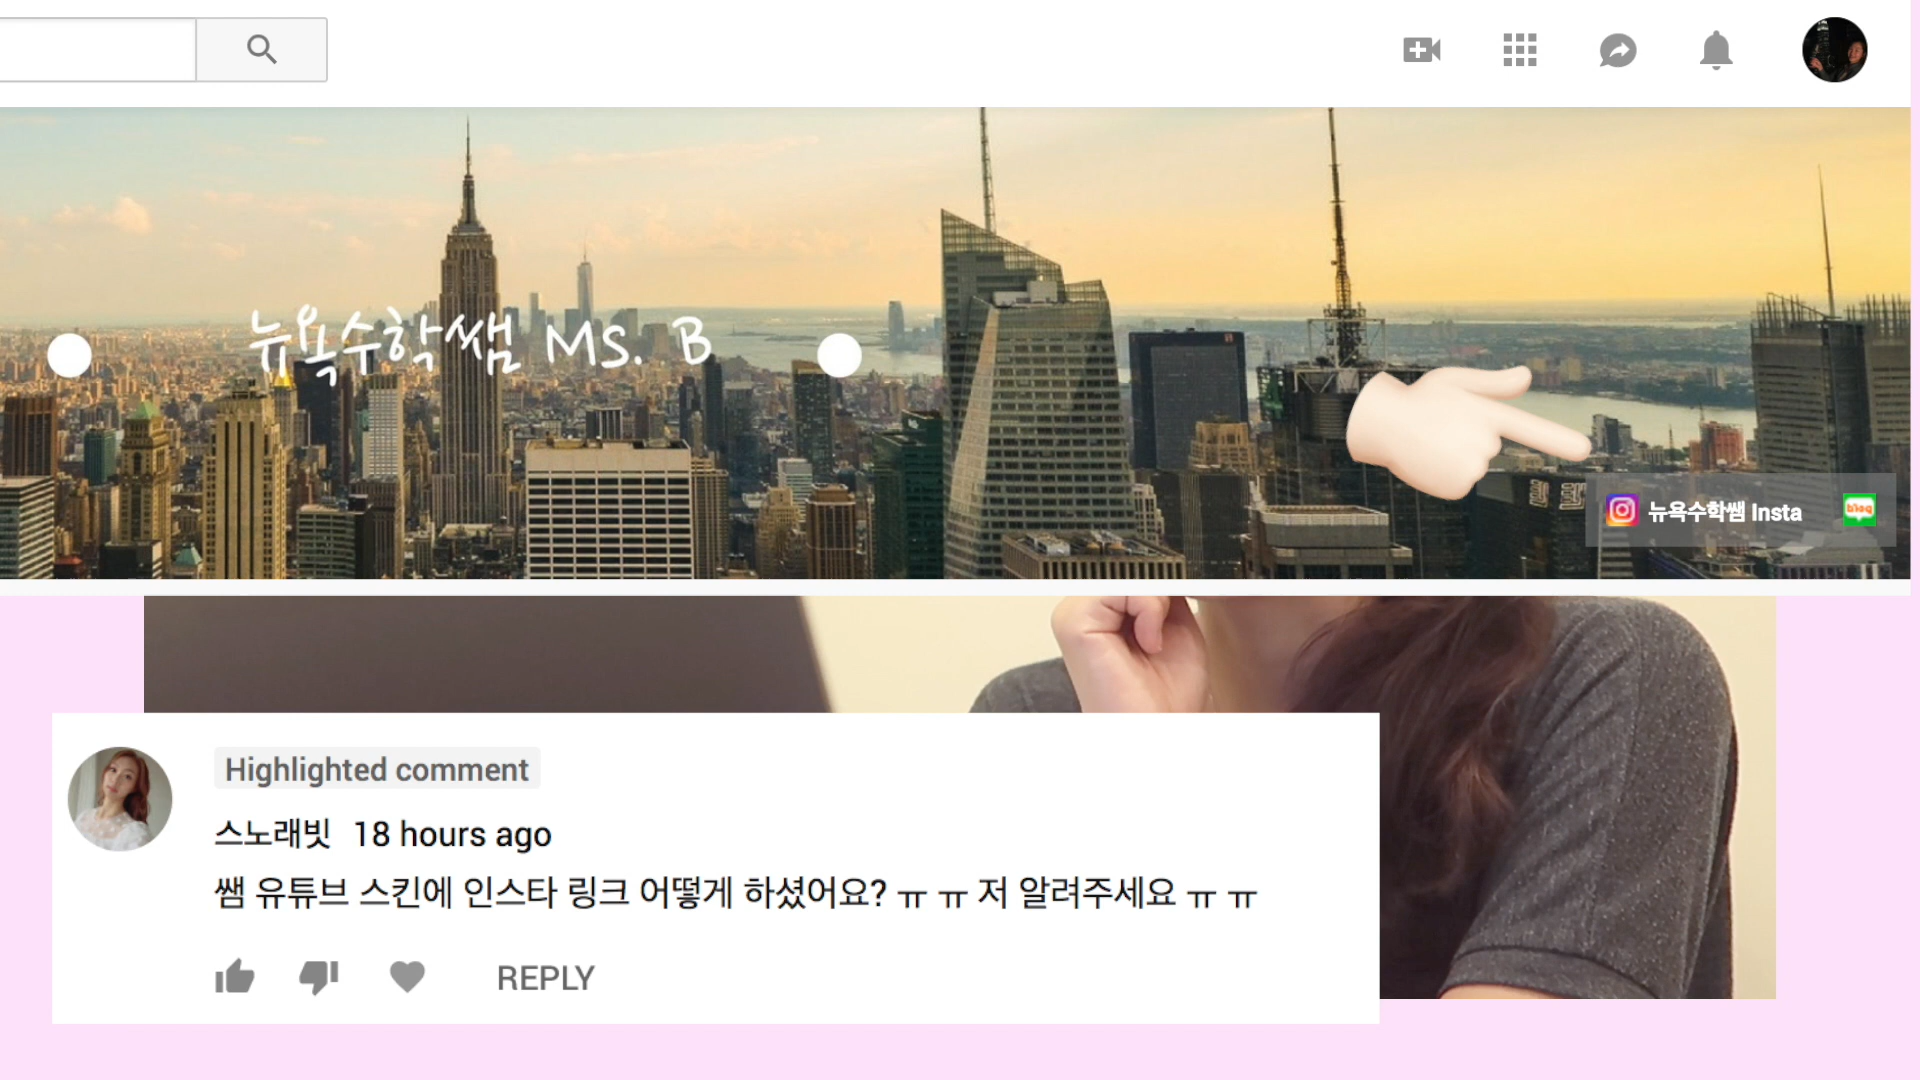 뉴욕수학쌤 Ms. B
뉴욕수학쌤 Insta
blog
Highlighted comment
스노래빗 18 hours ago
쌤 유튜브 스킨에 인스타 링크 어떻게 하셨어요? ㅠ ㅠ 저 알려주세요 ㅠ ㅠ
REPLY